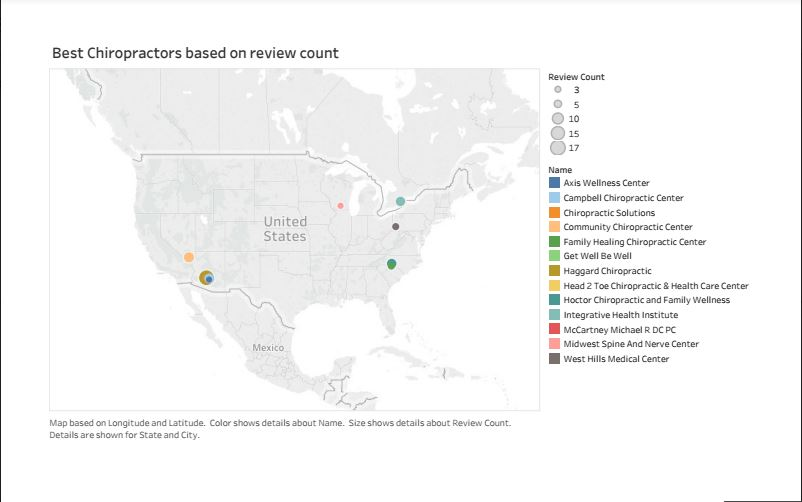 Best Chiropractors based on review count
United
States
Mexico
Map based on Longitude and Latitude.  Color shows details about Name.  Size shows details about Review Count.
Details are shown for State and City.
Review Count
3
5
10
15
17
Name
Axis Wellness Center
Campbell Chiropractic Center
Chiropractic Solutions
Community Chiropractic Center
Family Healing Chiropractic Center
Get Well Be Well
Haggard Chiropractic
Head 2 Toe Chiropractic & Health Care Center
Hoctor Chiropractic and Family Wellness
Integrative Health Institute
McCartney Michael R DC PC
Midwest Spine And Nerve Center
West Hills Medical Center